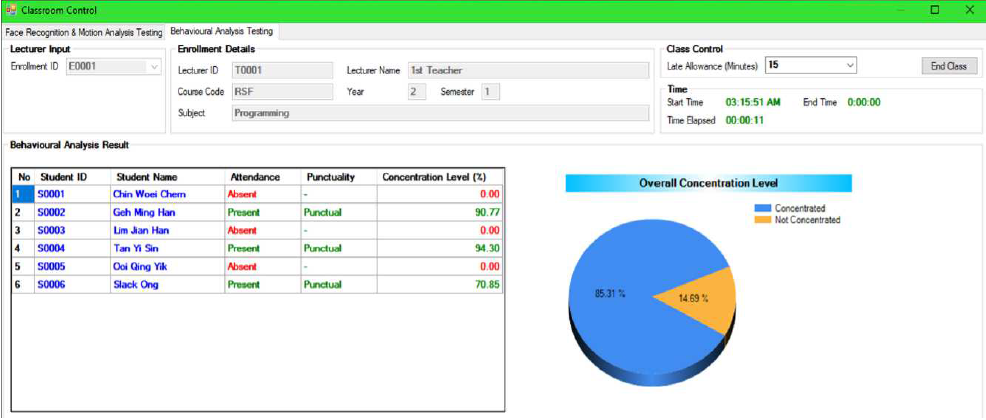 Classroom Control
Face Recognition & Motion Analysis Testing Behavioural Analysis Testing
Lecturer Input
Enrollment ID E0001
Enrollment Details
Lecturer ID T0001 Lecturer Name 1st Teacher
Course Code RSF Year 2 Semester 1
Subject Programming
Class Control
Late Allowance (Minutes) 15 End Class
Time
Start Time 03:15:51 AM End Time 0:00:00
Time Elapsed 00:00:11
Behavioural Analysis Result
No Student ID Student Name Attendance Punctuality Concentration Level (%)
1 S0001 Chin Woei Chern Absent - 0.00
2 S0002 Geh Ming Han Present Punctual 90.77
3 S0003 Lim Jian Han Absent - 0.00
4 S0004 Tan Yi Sin Present Punctual 94.30
5 S0005 Ooi Qing Yik Absent - 0.00
6 S0006 Slack Ong Present Punctual 70.85
Overall Concentration Level
Concentrated
Not Concentrated
85.31 %
14.69 %